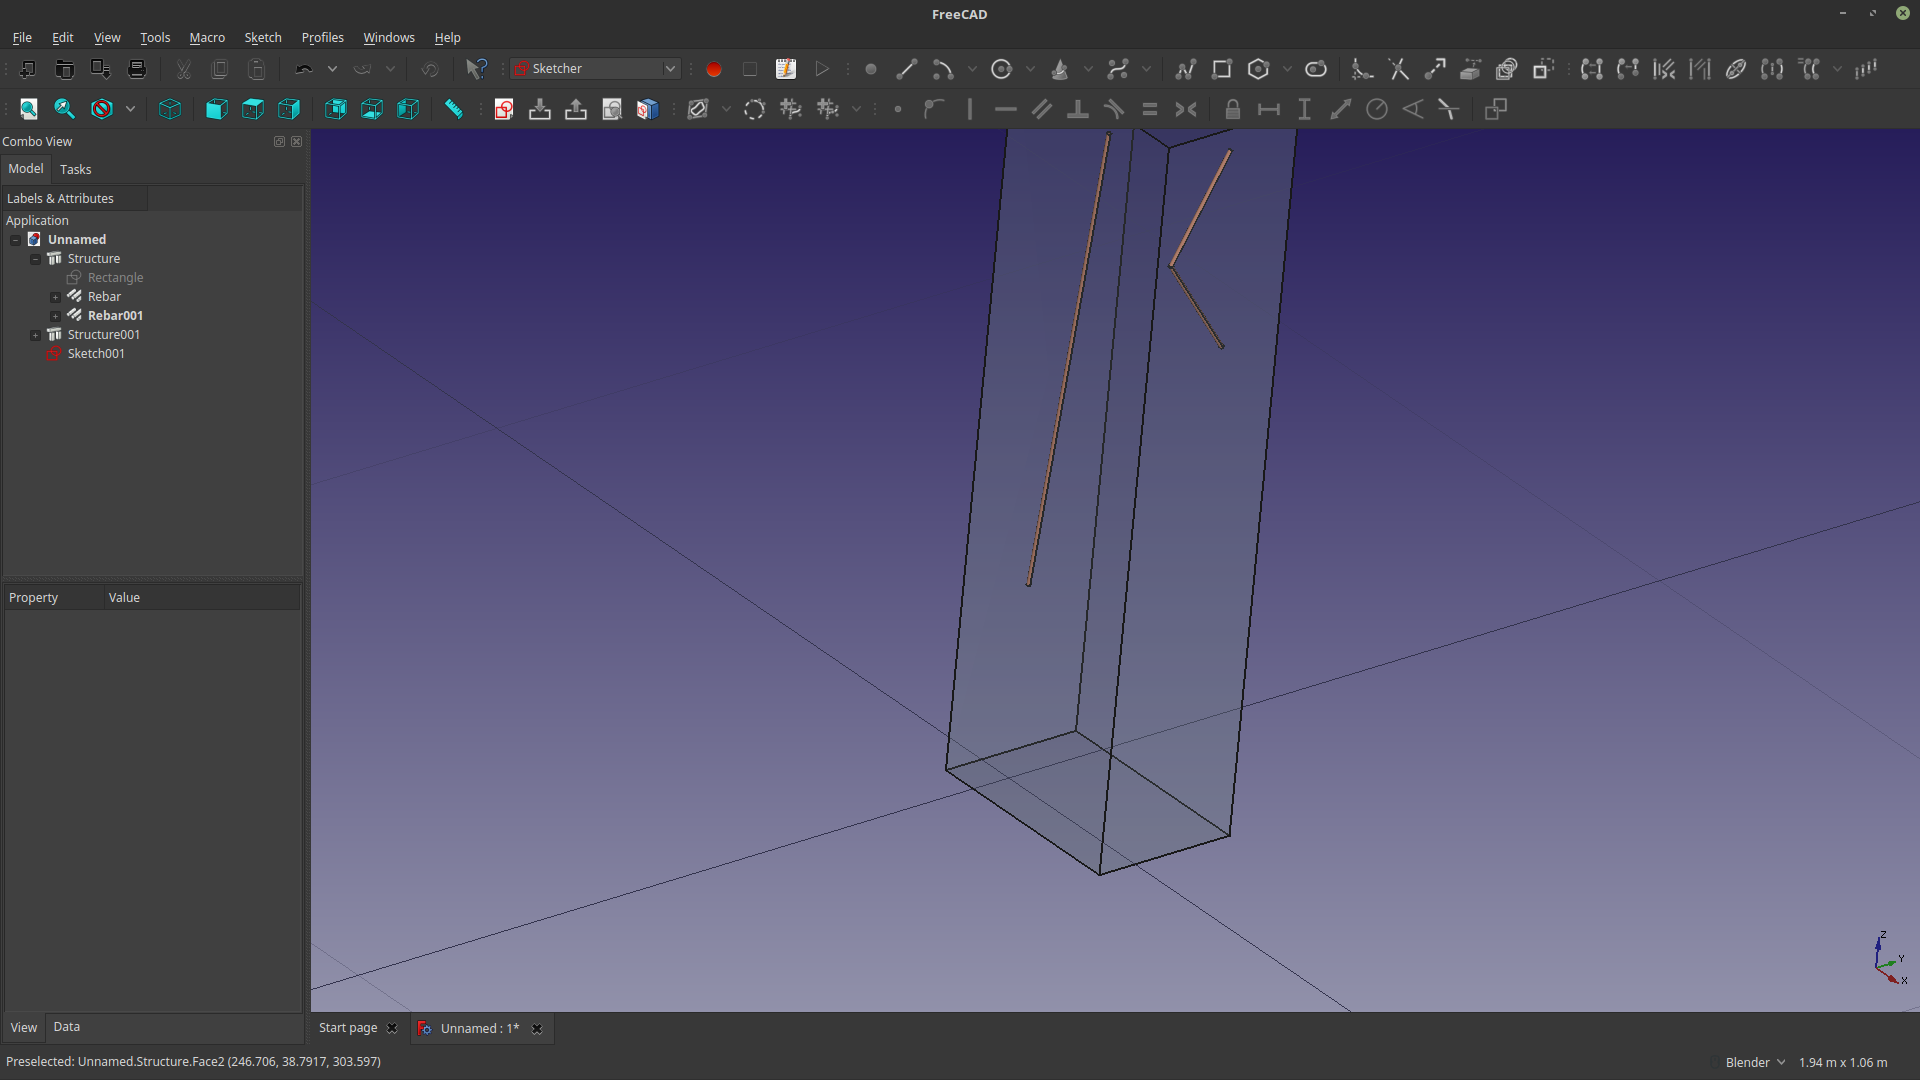 FreeCAD
File Edit View Tools Macro Sketch Profiles Windows Help
Sketcher
Combo View
Model Tasks
Labels & Attributes
Application
Unnamed
Structure
Rectangle
Rebar
Rebar001
Structure001
Sketch001
Property Value
Z
Y
X
View Data
Start page Unnamed : 1*
Preselected: Unnamed.Structure.Face2 (246.706, 38.7917, 303.597)
Blender 1.94 m x 1.06 m